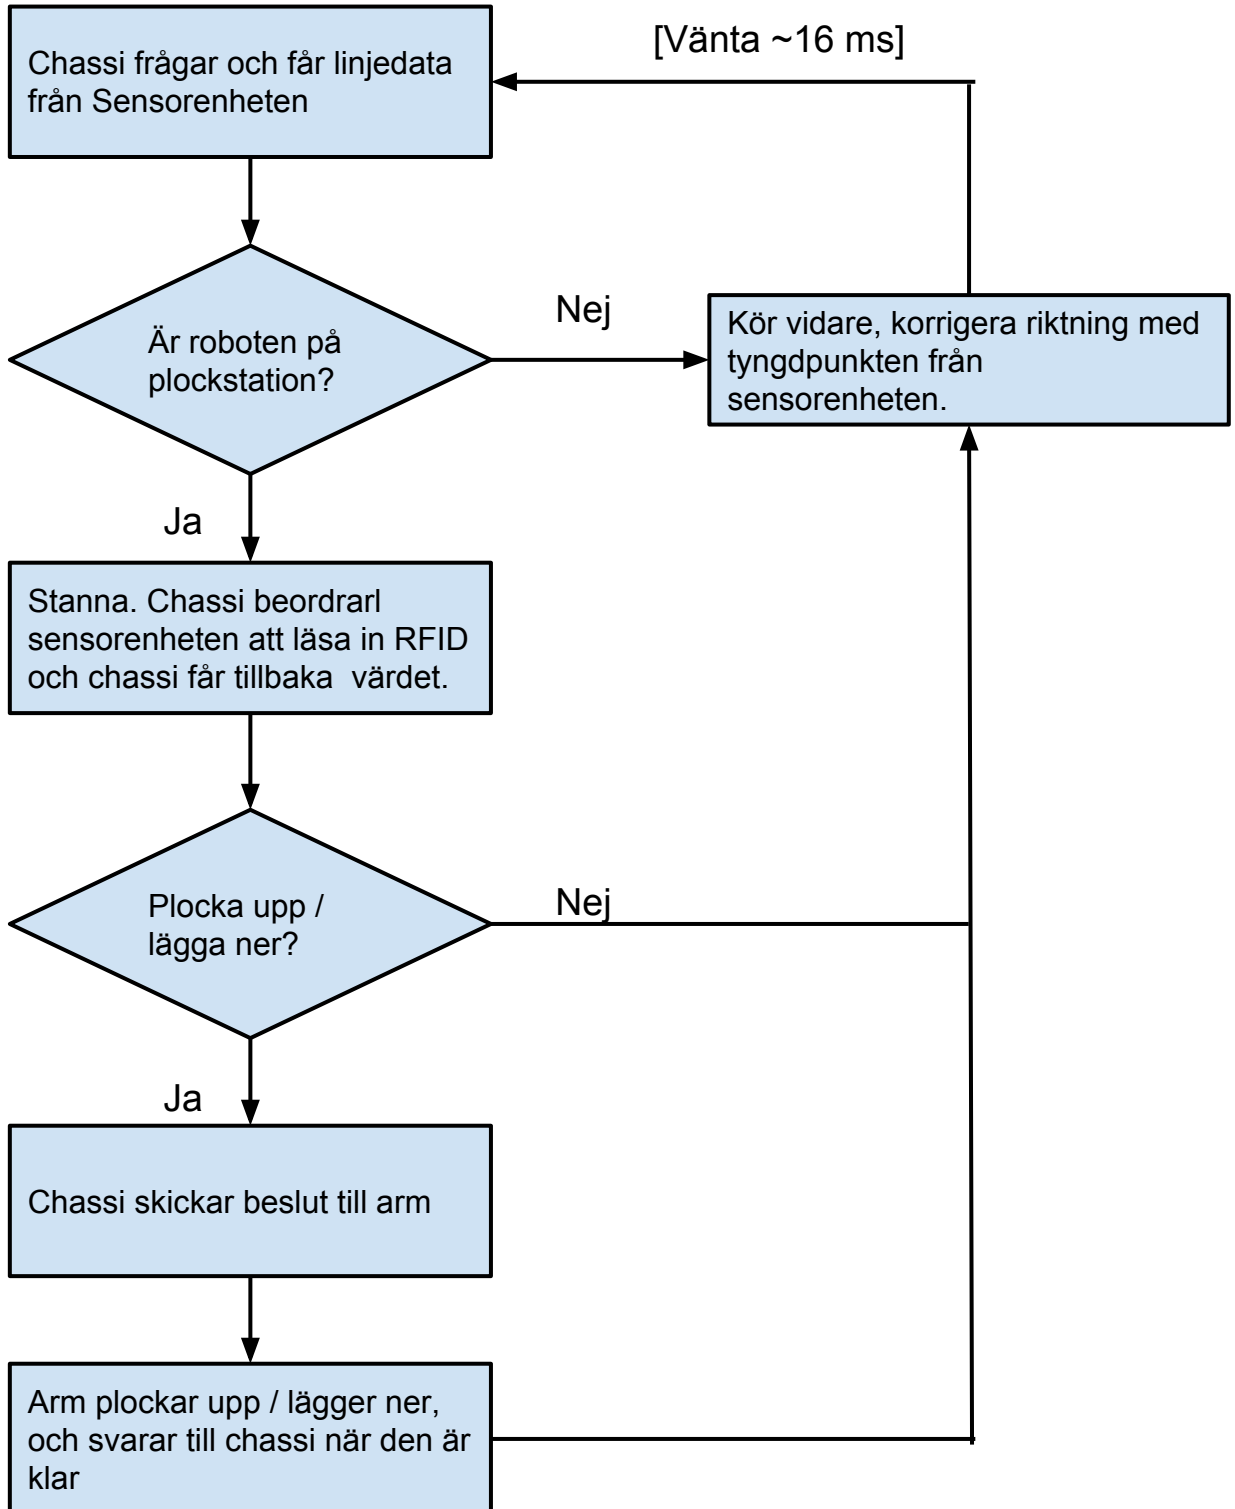 [Vänta ~16 ms]
Chassi frågar och får linjedata
från Sensorenheten
Är roboten på
plockstation?
Nej
Kör vidare, korrigera riktning med
tyngdpunkten från
sensorenheten.
Ja
Stanna. Chassi beordrarl
sensorenheten att läsa in RFID
och chassi får tillbaka  värdet.
Plocka upp /
lägga ner?
Nej
Ja
Chassi skickar beslut till arm
Arm plockar upp / lägger ner,
och svarar till chassi när den är
klar